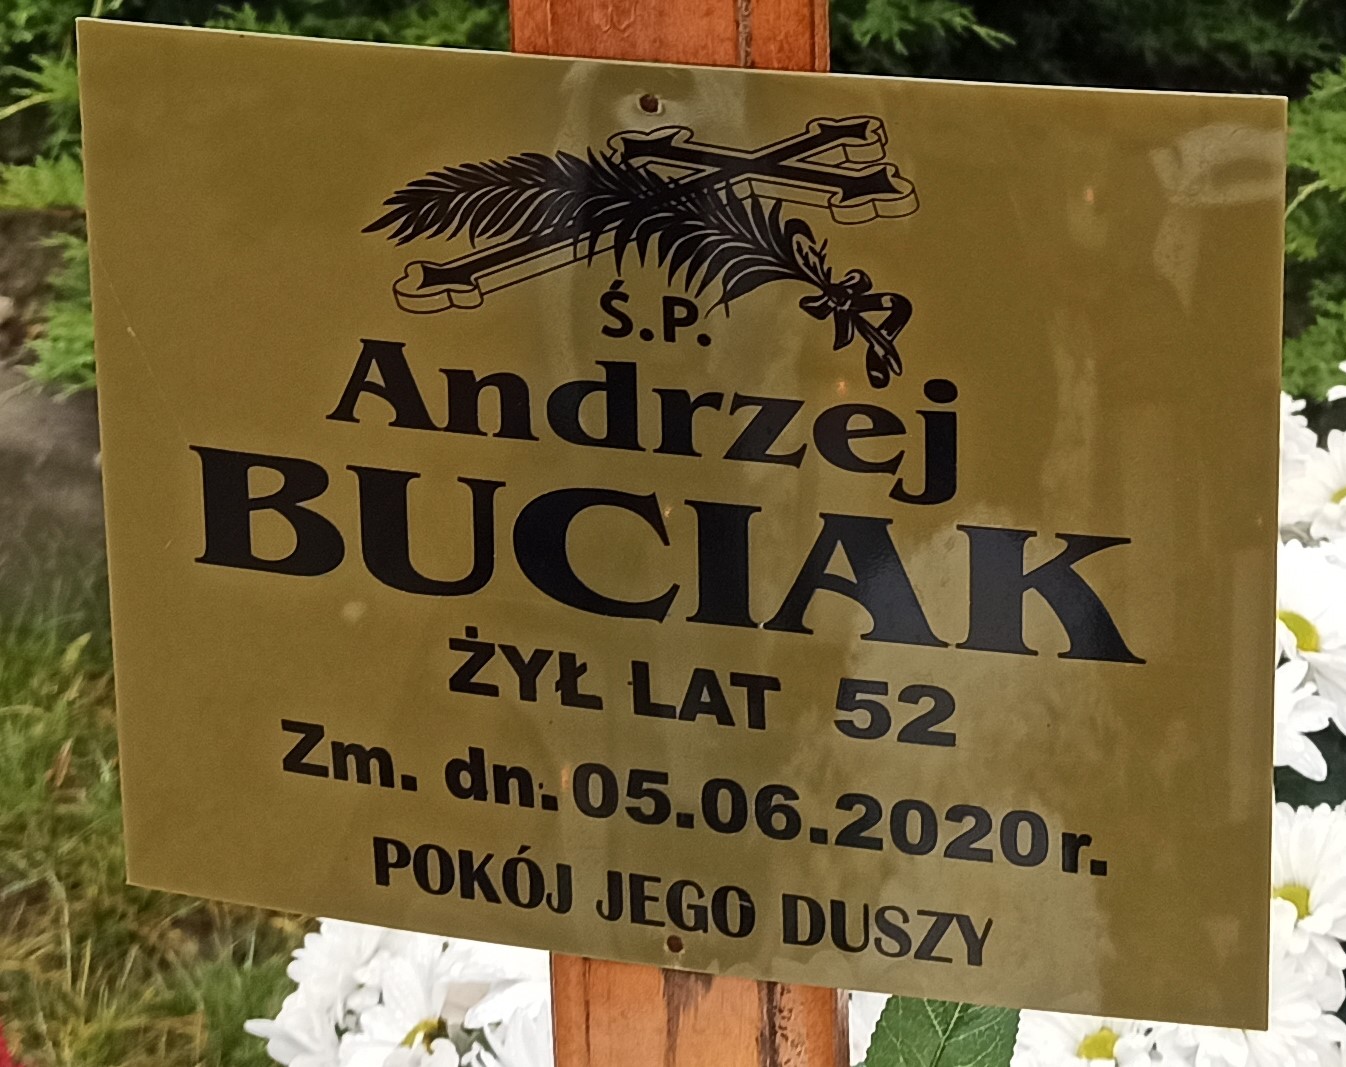 Ś.P.
Andrzej
BUCIAK
ŻYŁ LAT 52
Zm. dn. 05.06.2020 r.
POKÓJ JEGO DUSZY